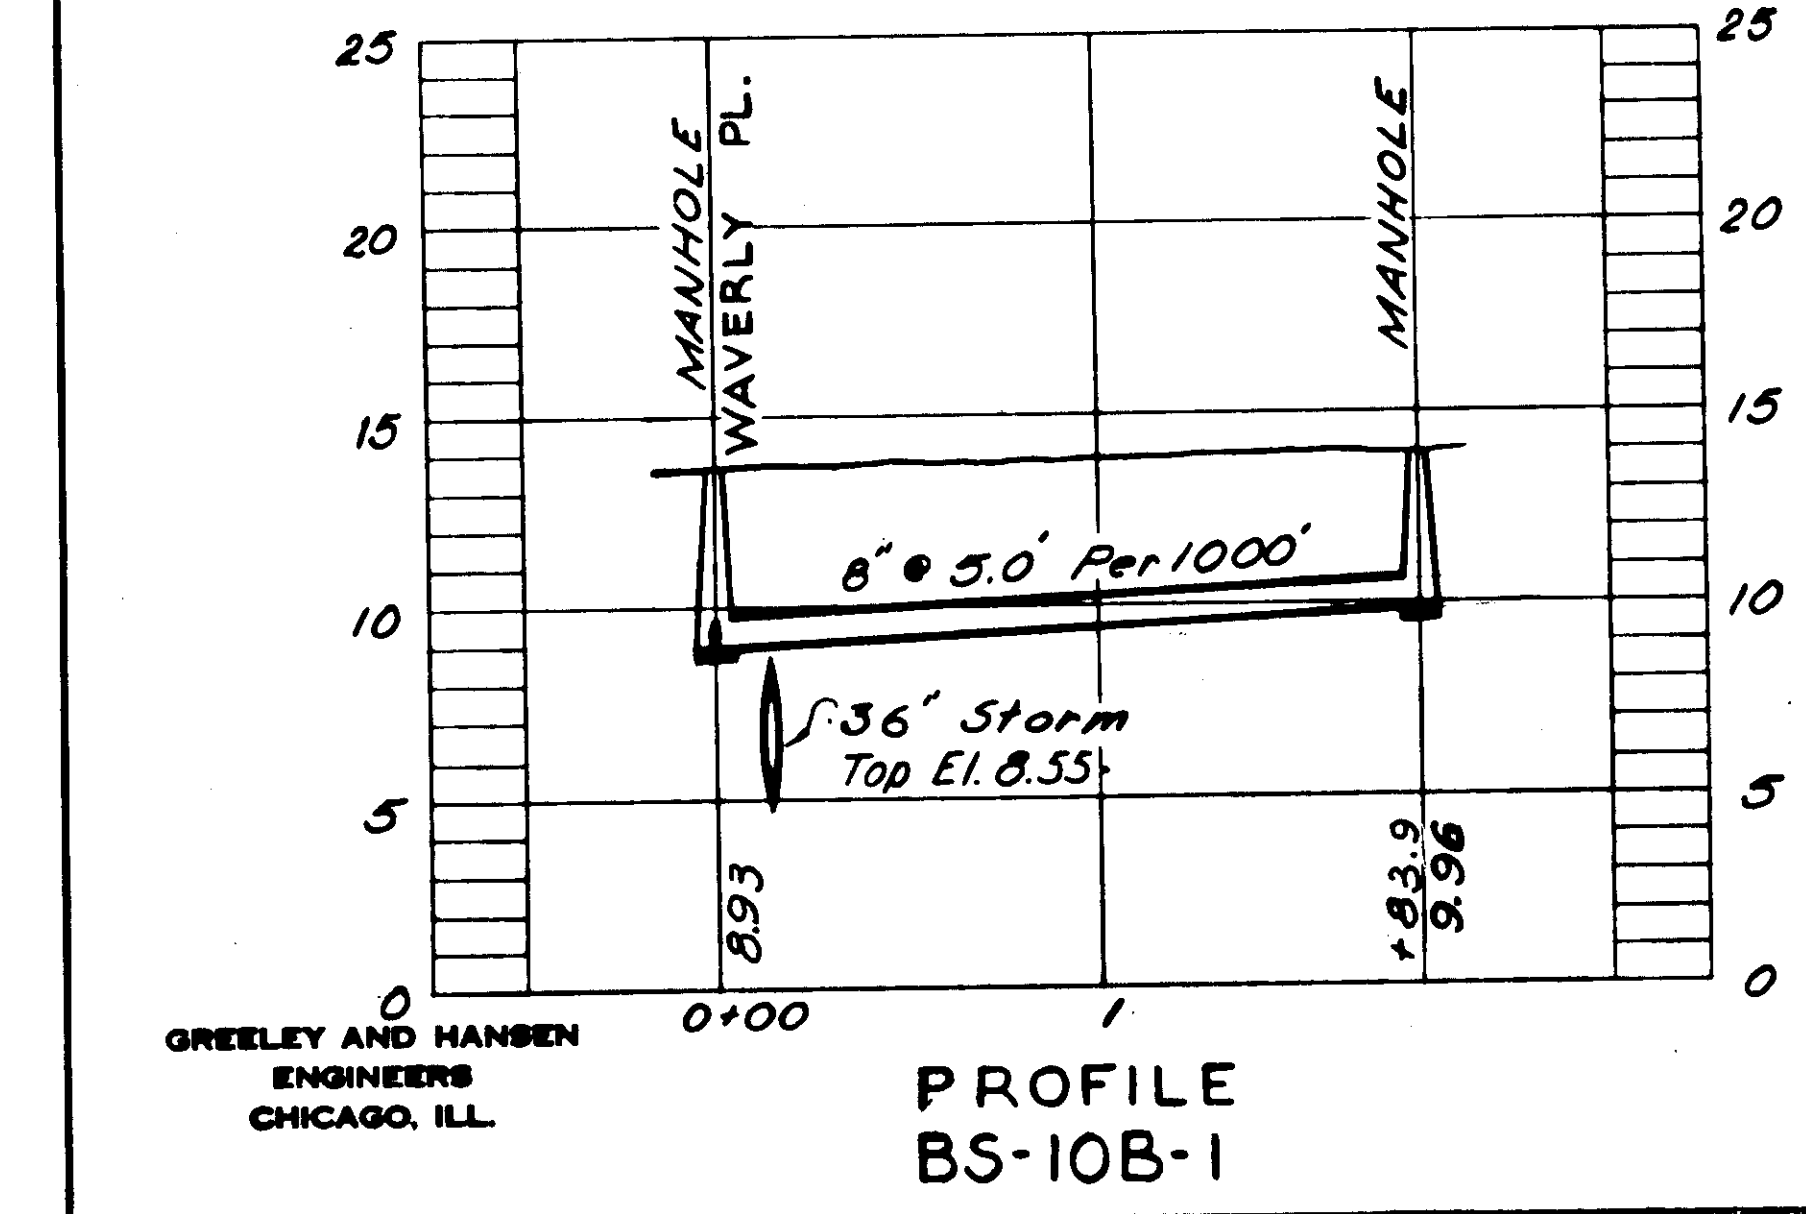 25
25
MANHOLE
WAVERLY PL.
MANHOLE
20
20
15
15
8" @ 5.0' Per 1000'
10
10
36" Storm
Top El. 8.55
5
5
8.93
+83.9
9.96
0
0
0+00
1
GREELEY AND HANSEN
ENGINEERS
CHICAGO, ILL.
PROFILE
BS-10B-1